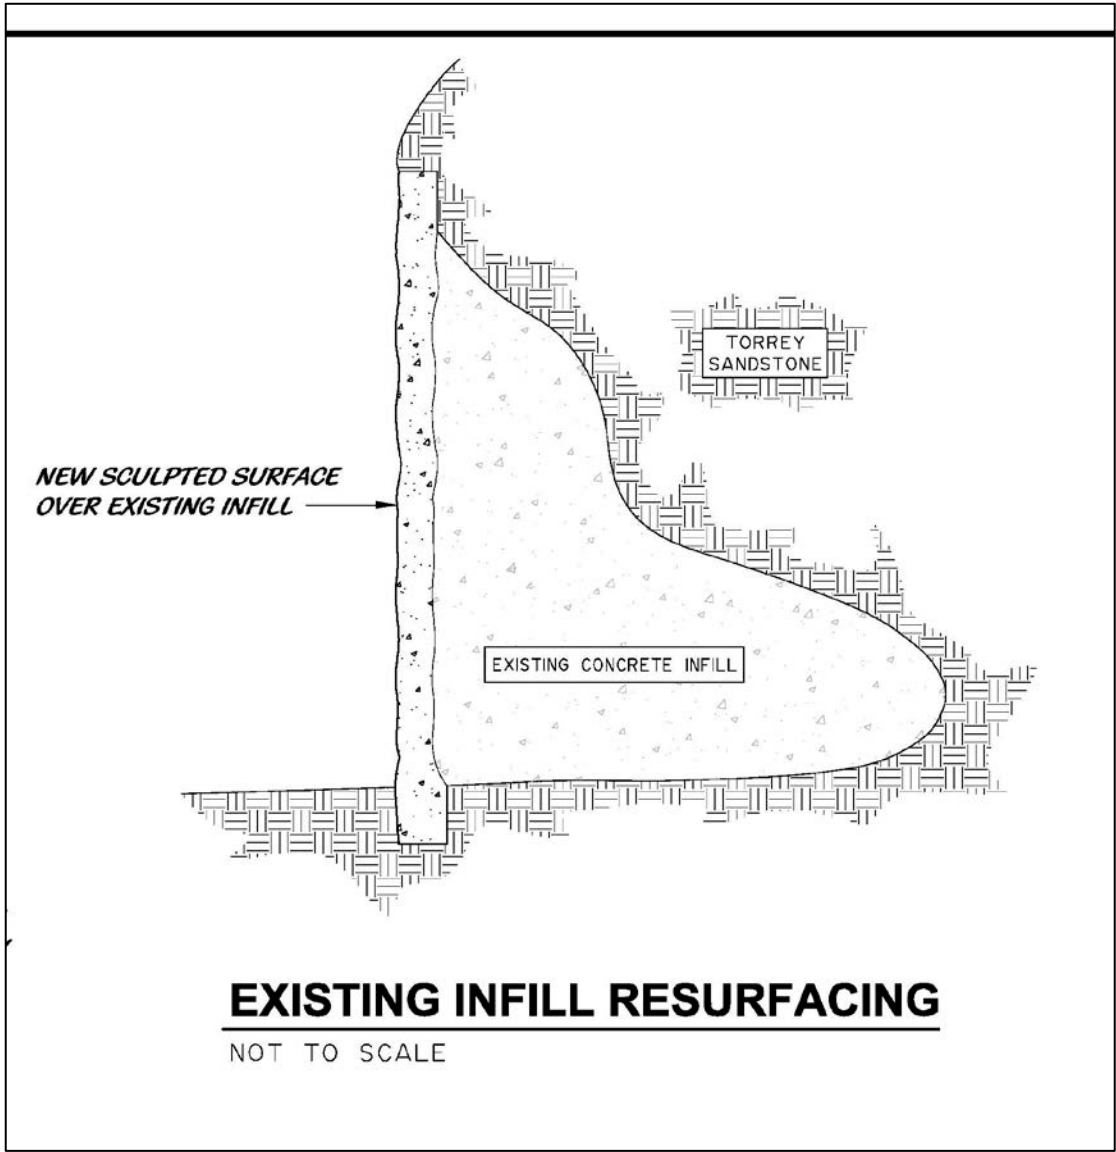 TORREY
SANDSTONE
NEW SCULPTED SURFACE
OVER EXISTING INFILL
EXISTING CONCRETE INFILL
EXISTING INFILL RESURFACING
NOT TO SCALE